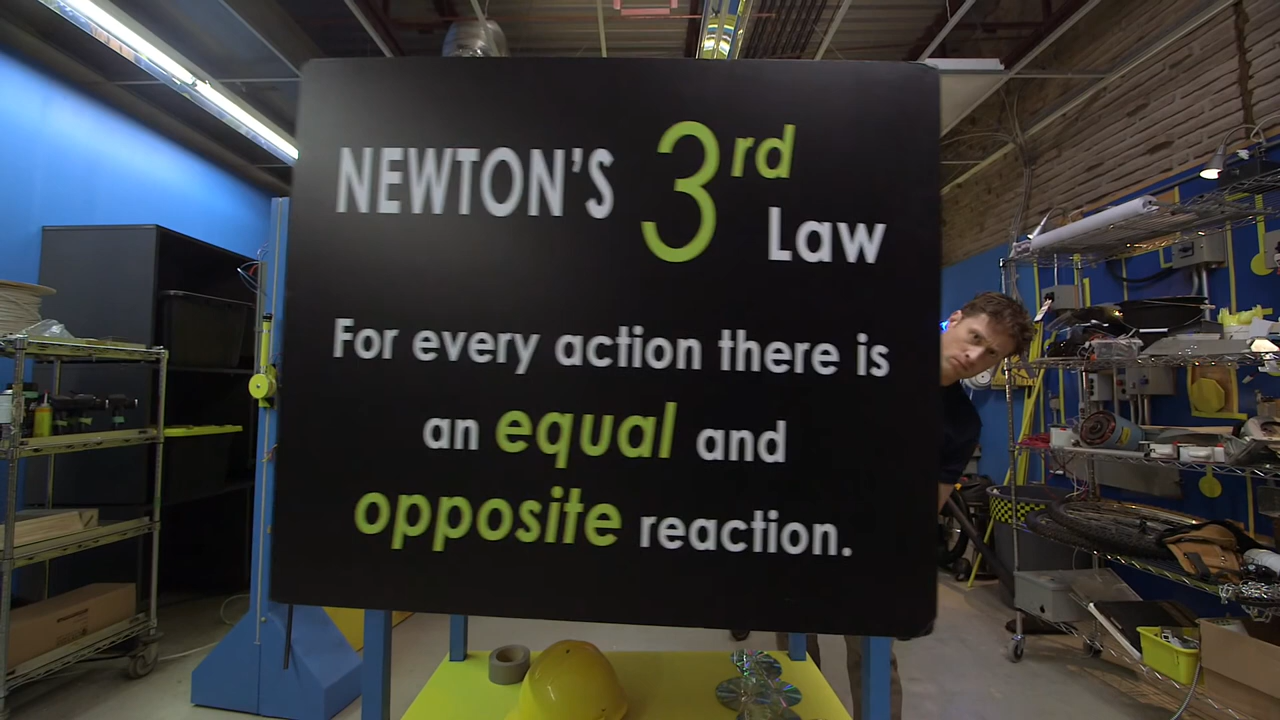 NEWTON'S 3rd
Law
For every action there is
an equal and
opposite reaction.